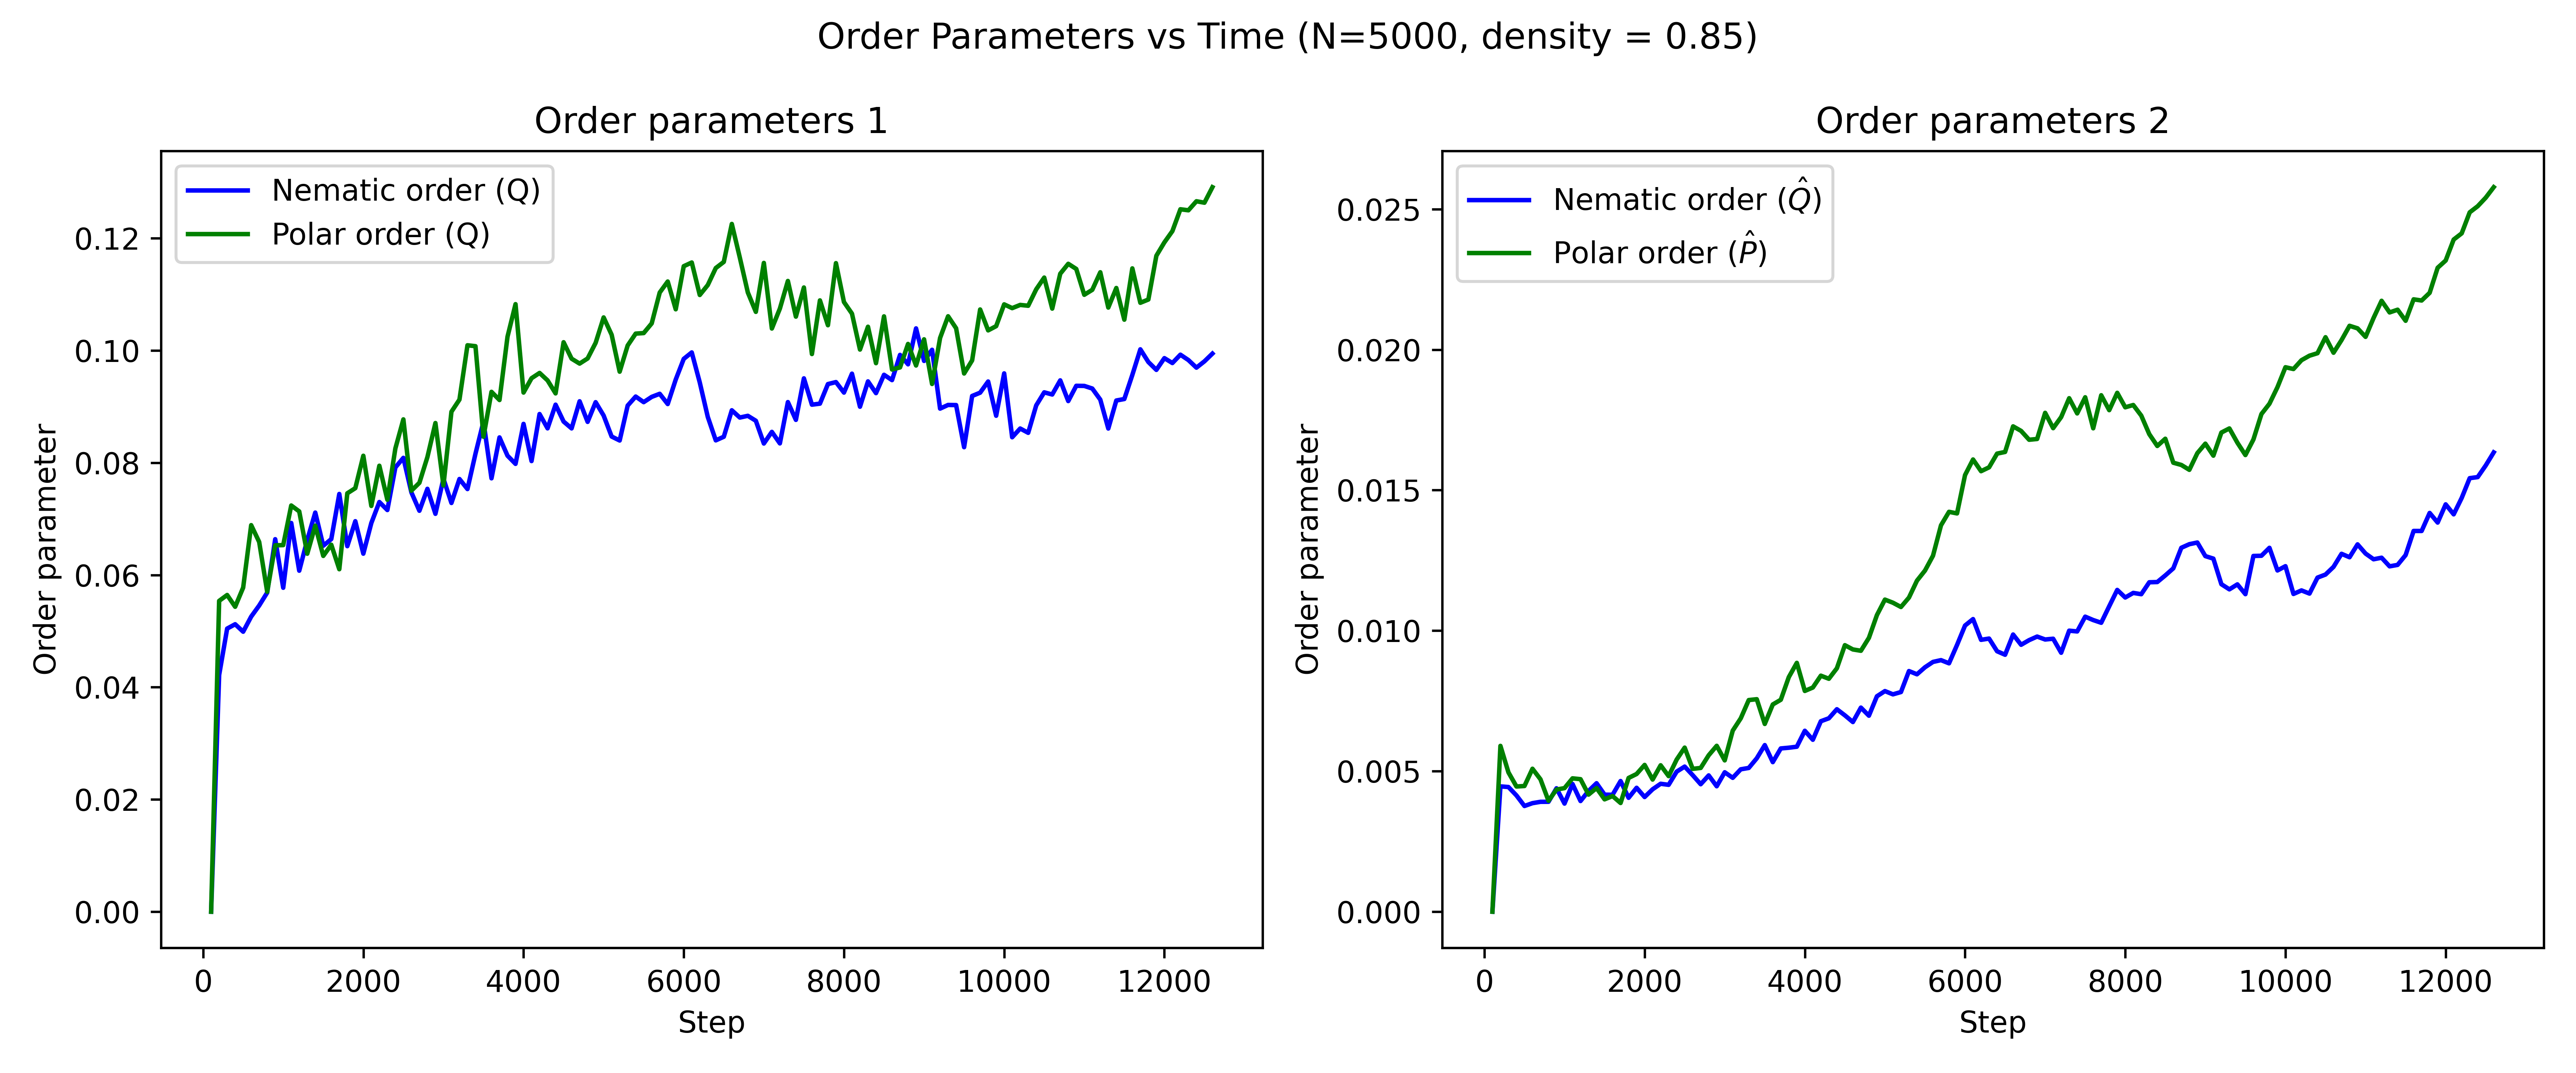 Order Parameters vs Time (N=5000, density = 0.85)
Order parameters 1
Nematic order (Q)
Polar order (Q)
Order parameter
0.12
0.10
0.08
0.06
0.04
0.02
0.00
0 2000 4000 6000 8000 10000 12000
Step
Order parameters 2
Nematic order (Q̂)
Polar order (P̂)
Order parameter
0.025
0.020
0.015
0.010
0.005
0.000
0 2000 4000 6000 8000 10000 12000
Step